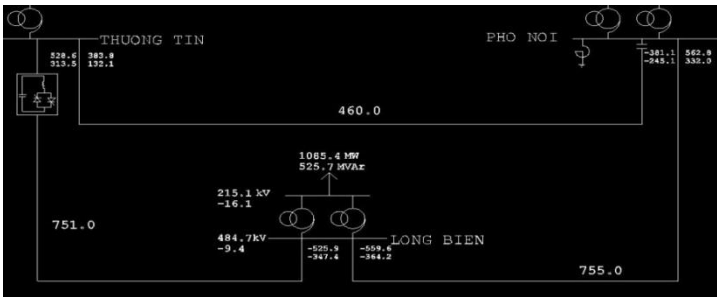 THUONG TIN
PHO NOI
528.6 383.8
313.5 132.1
-381.1 562.8
-245.1 332.0
460.0
1085.4 MW
525.7 MVAr
215.1 kV
-16.1
751.0
484.7kV
-9.4
-525.9 -559.6
-347.4 -364.2
LONG BIEN
755.0